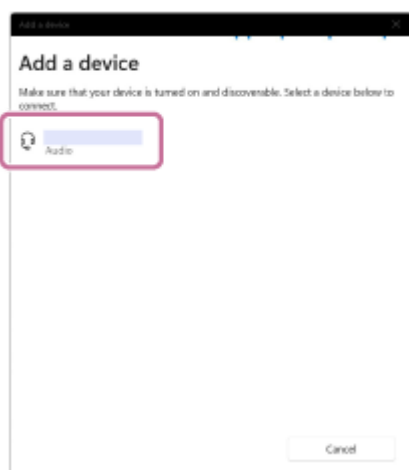 Add a device
Add a device
Make sure that your device is turned on and discoverable. Select a device below to
connect.
Audio
Cancel